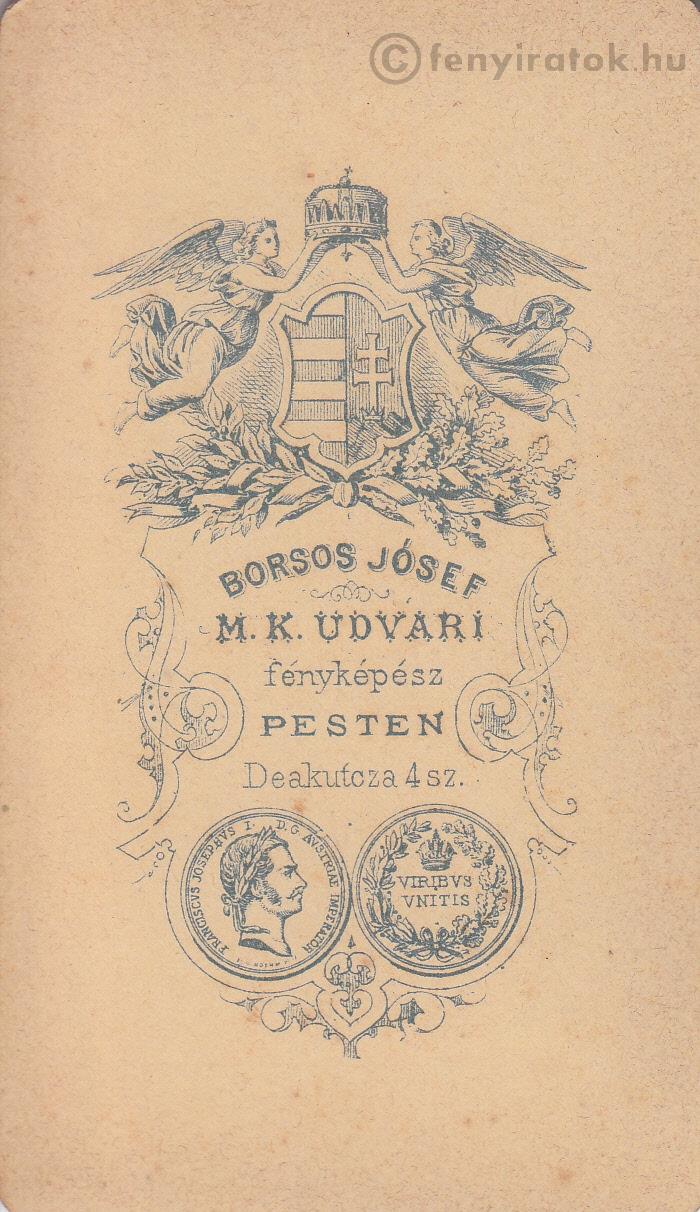 ©fenyiratok.hu
BORSOS JÓSEF
M. K. UDVARI
fényképész
PESTEN
Deakutcza 4 sz.
FRANCISCVS JOSEPHVS I. D. G. AVSTRIAE IMPERATOR
VIRIBVS
VNITIS